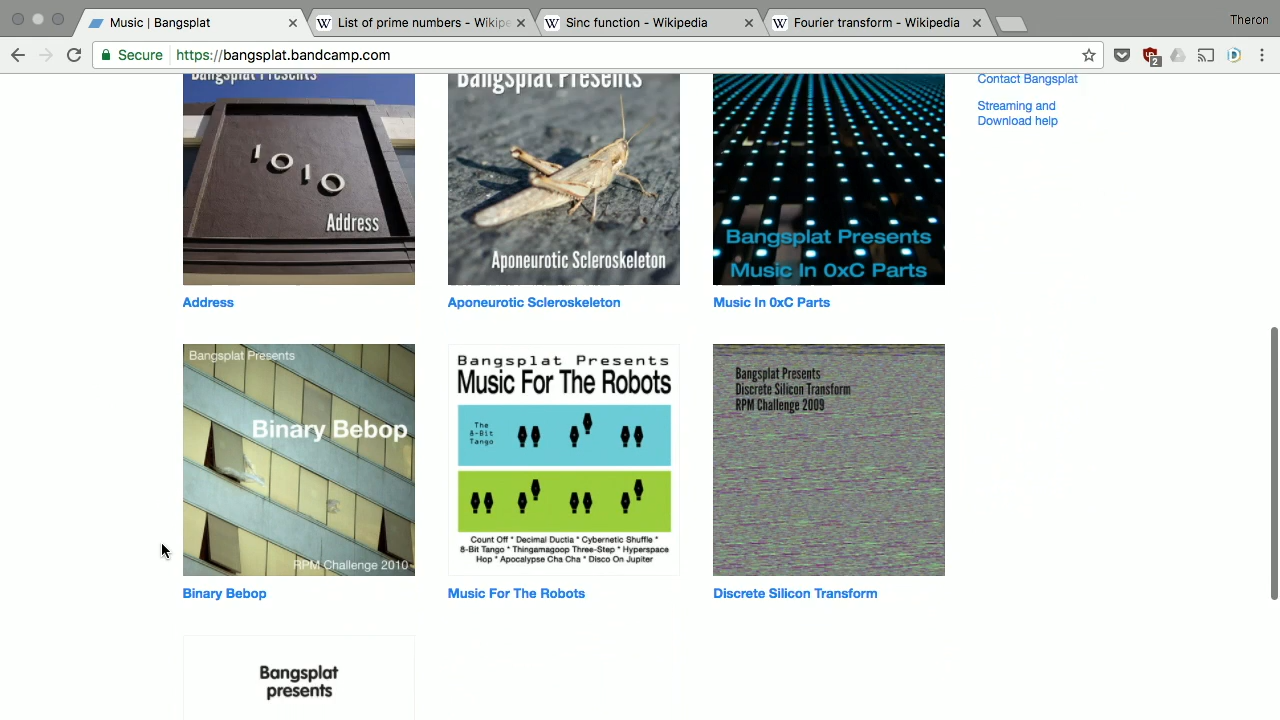 Music | Bangsplat
List of prime numbers - Wikipe
Sinc function - Wikipedia
Fourier transform - Wikipedia
Theron
Secure
https://bangsplat.bandcamp.com
2
Bangsplat Presents
1010
Address
Bangsplat Presents
Aponeurotic Scleroskeleton
Bangsplat Presents
Music In 0xC Parts
Contact Bangsplat
Streaming and
Download help
Address
Aponeurotic Scleroskeleton
Music In 0xC Parts
Bangsplat Presents
Binary Bebop
RPM Challenge 2010
Bangsplat Presents
Music For The Robots
The
8-Bit
Tango
Count Off * Decimal Ductia * Cybernetic Shuffle *
8-Bit Tango * Thingamagoop Three-Step * Hyperspace
Hop * Apocalypse Cha Cha * Disco On Jupiter
Bangsplat Presents
Discrete Silicon Transform
RPM Challenge 2009
Binary Bebop
Music For The Robots
Discrete Silicon Transform
Bangsplat
presents